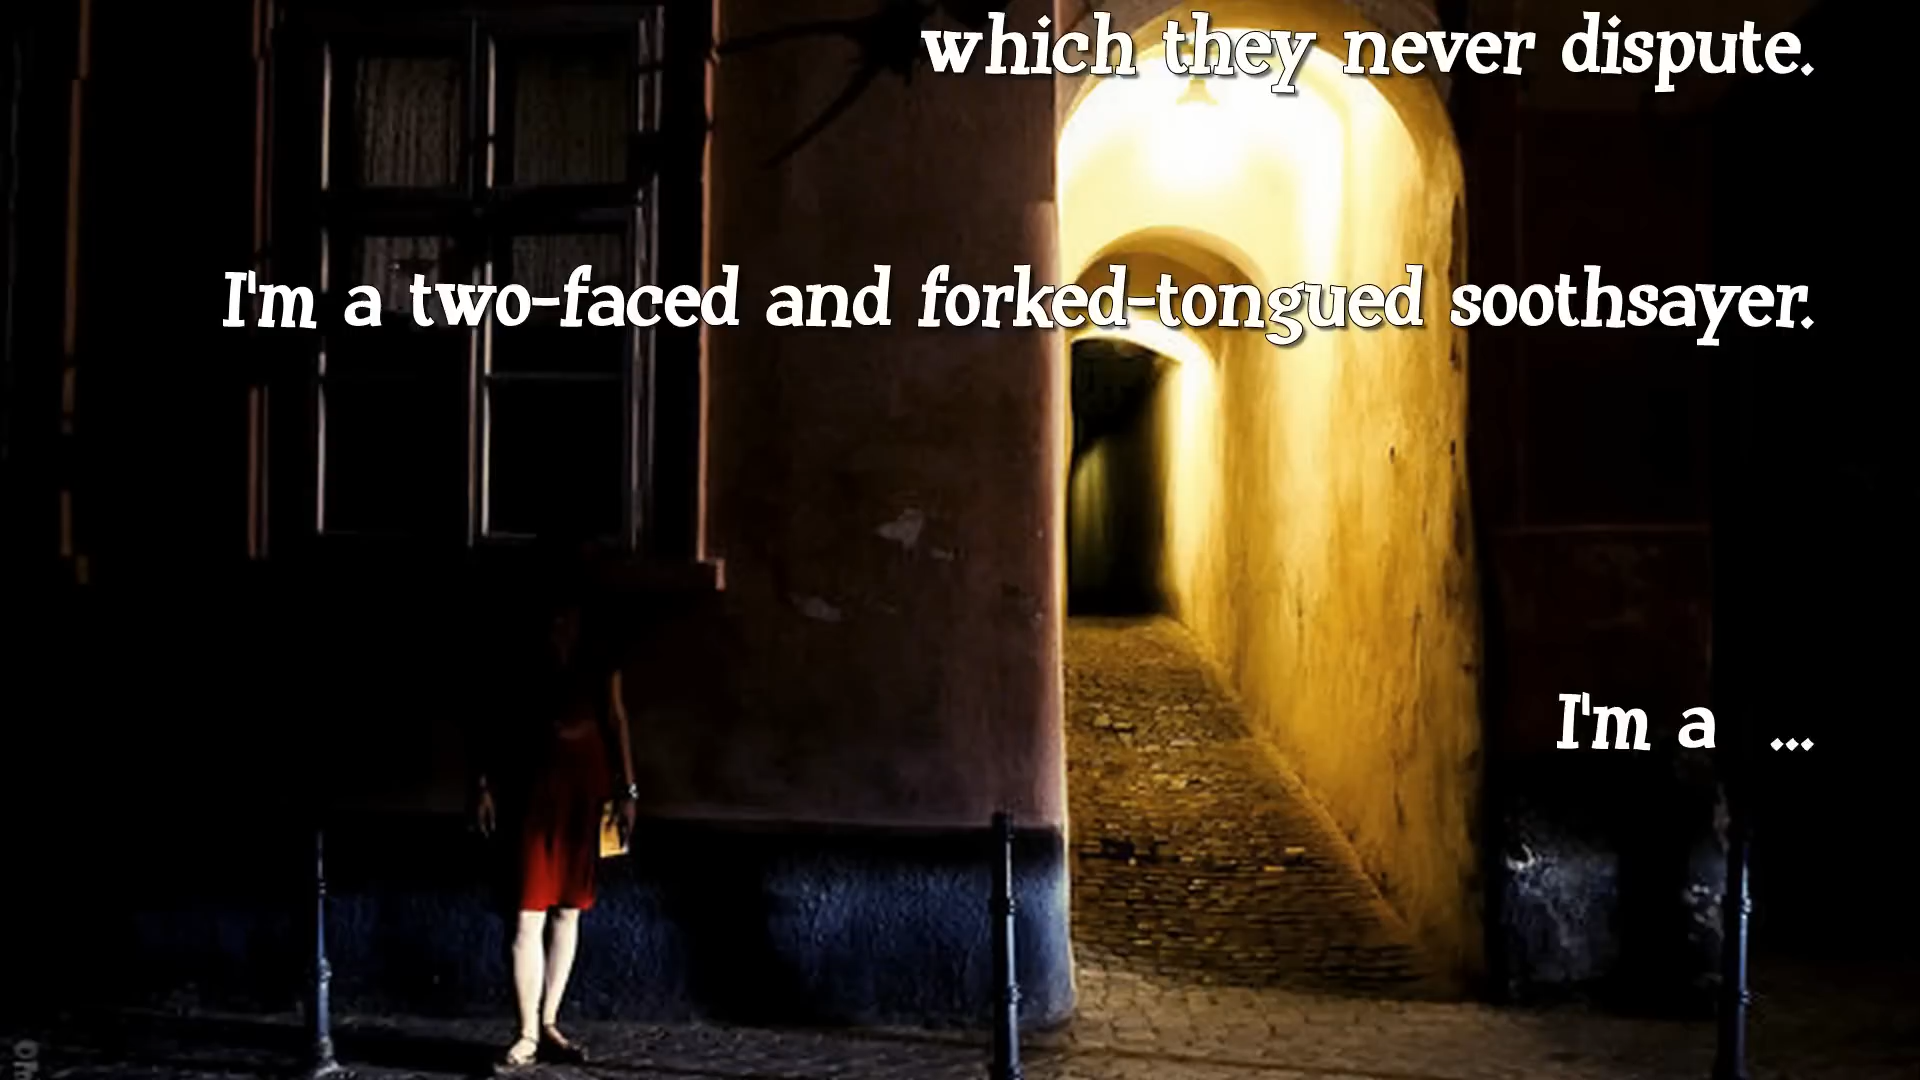 which they never dispute.
I'm a two-faced and forked-tongued soothsayer.
I'm a ...